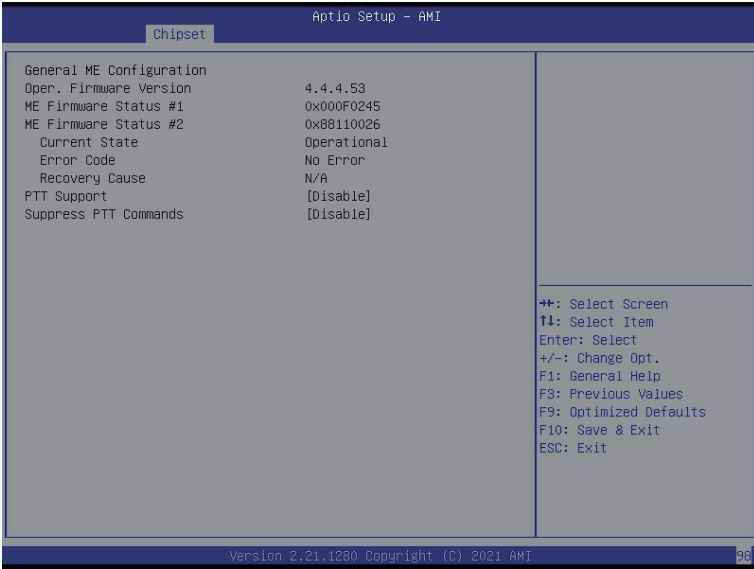 Aptio Setup – AMI
Chipset
General ME Configuration
Oper. Firmware Version 4.4.4.53
ME Firmware Status #1 0x000F0245
ME Firmware Status #2 0x88110026
Current State Operational
Error Code No Error
Recovery Cause N/A
PTT Support [Disable]
Suppress PTT Commands [Disable]
→←: Select Screen
↑↓: Select Item
Enter: Select
+/-: Change Opt.
F1: General Help
F3: Previous Values
F9: Optimized Defaults
F10: Save & Exit
ESC: Exit
Version 2.21.1280 Copyright (C) 2021 AMI
98